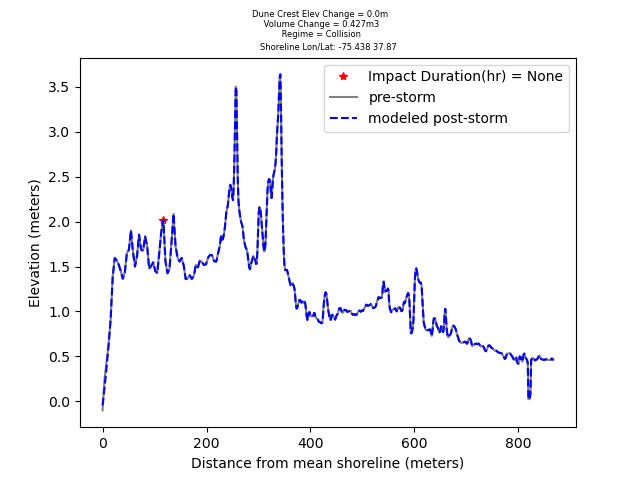 Dune Crest Elev Change = 0.0m
Volume Change = 0.427m3
Regime = Collision
Shoreline Lon/Lat: -75.438 37.87
Impact Duration(hr) = None
pre-storm
modeled post-storm
Elevation (meters)
3.5
3.0
2.5
2.0
1.5
1.0
0.5
0.0
0 200 400 600 800
Distance from mean shoreline (meters)